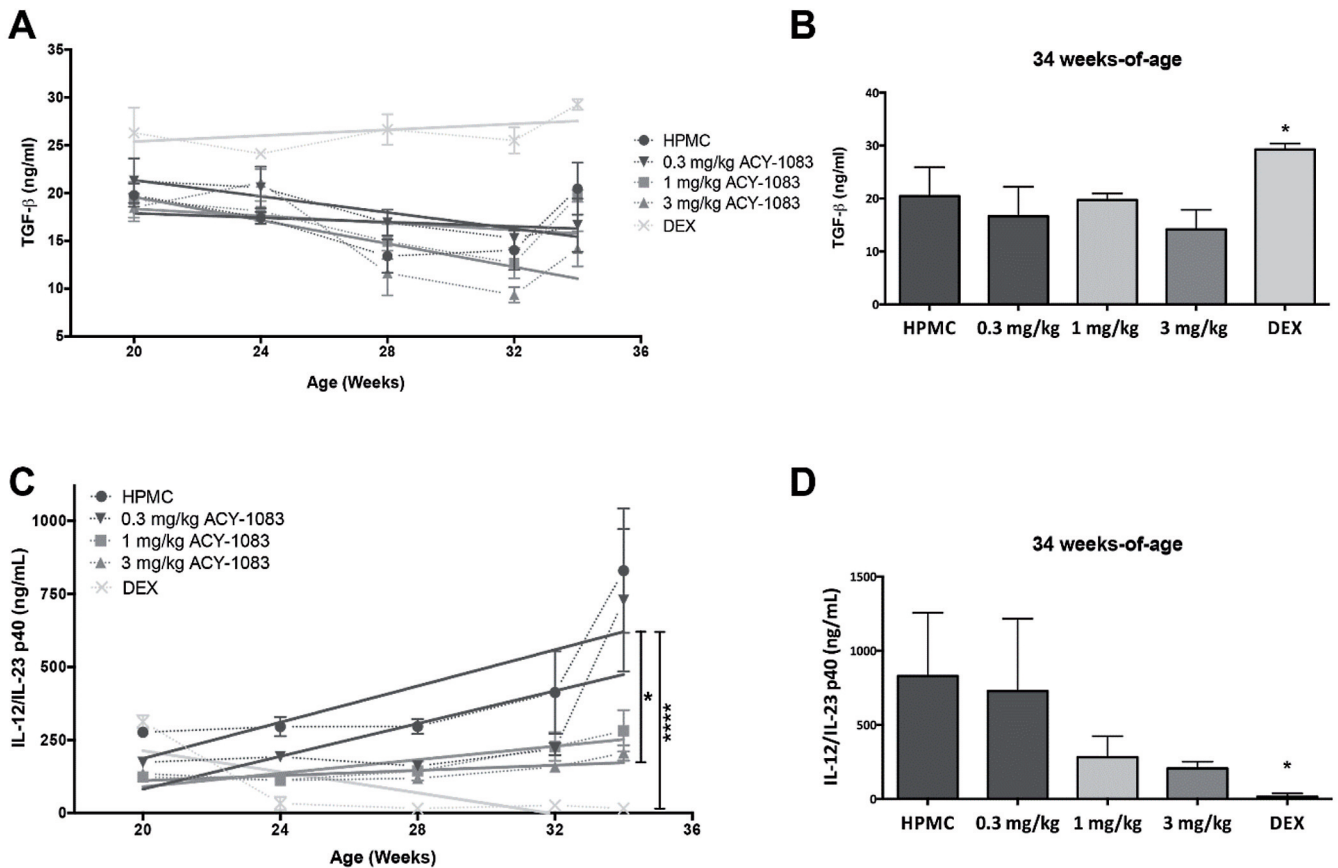 A
TGF-β (ng/ml)
35
30
25
20
15
10
5
20
24
28
32
36
Age (Weeks)
HPMC
0.3 mg/kg ACY-1083
1 mg/kg ACY-1083
3 mg/kg ACY-1083
DEX
B
34 weeks-of-age
TGF-β (ng/ml)
40
30
20
10
0
*
HPMC
0.3 mg/kg
1 mg/kg
3 mg/kg
DEX
C
IL-12/IL-23 p40 (ng/mL)
1000
750
500
250
0
HPMC
0.3 mg/kg ACY-1083
1 mg/kg ACY-1083
3 mg/kg ACY-1083
DEX
*
****
20
24
28
32
36
Age (Weeks)
D
34 weeks-of-age
IL-12/IL-23 p40 (ng/mL)
1500
1000
500
0
*
HPMC
0.3 mg/kg
1 mg/kg
3 mg/kg
DEX